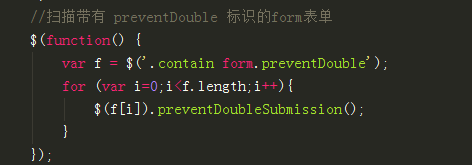 //扫描带有 preventDouble 标识的form表单
$(function() {
    var f = $('.contain form.preventDouble');
    for (var i=0;i<f.length;i++){
        $(f[i]).preventDoubleSubmission();
    }
});